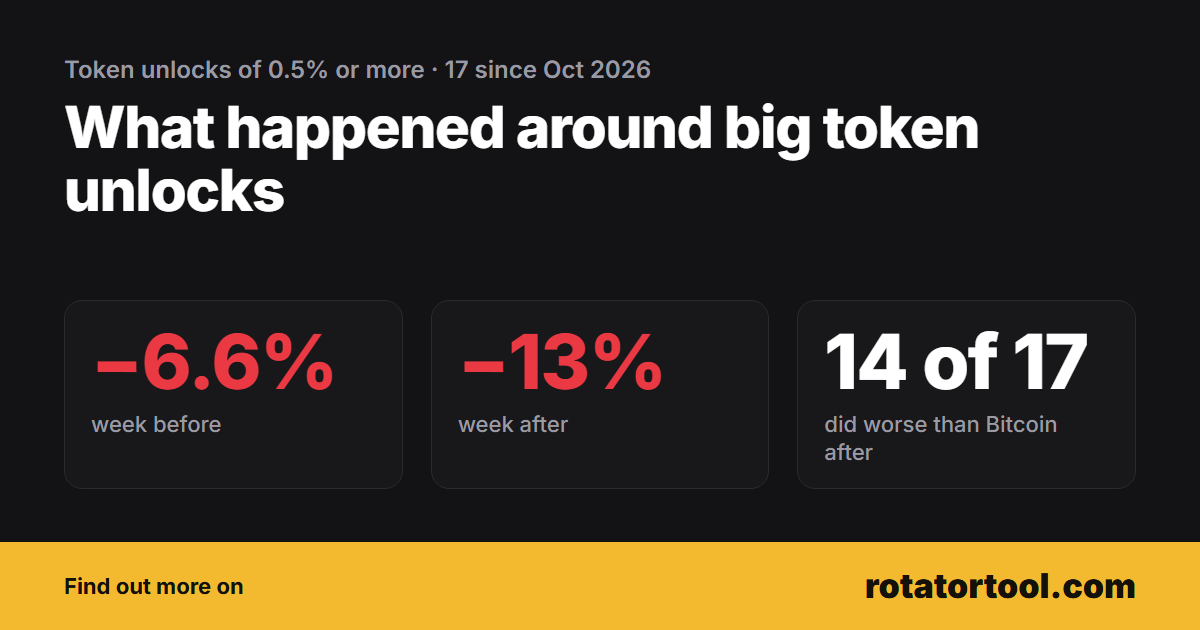 Token unlocks of 0.5% or more · 17 since Oct 2026
What happened around big token
unlocks
−6.6%
week before
−13%
week after
14 of 17
did worse than Bitcoin
after
Find out more on
rotatortool.com